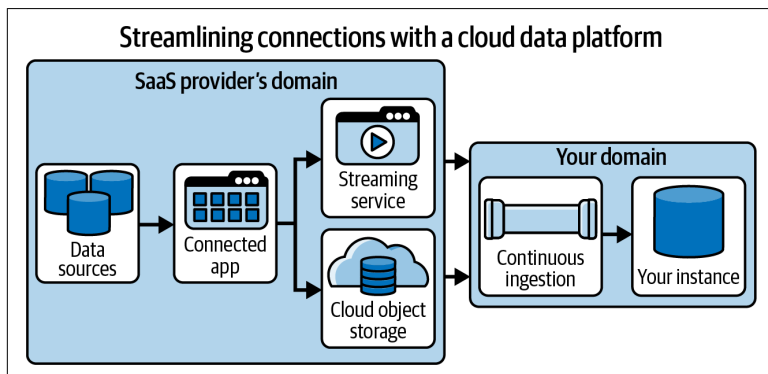 Streamlining connections with a cloud data platform
SaaS provider's domain
Data
sources
Connected
app
Streaming
service
Cloud object
storage
Your domain
Continuous
ingestion
Your instance